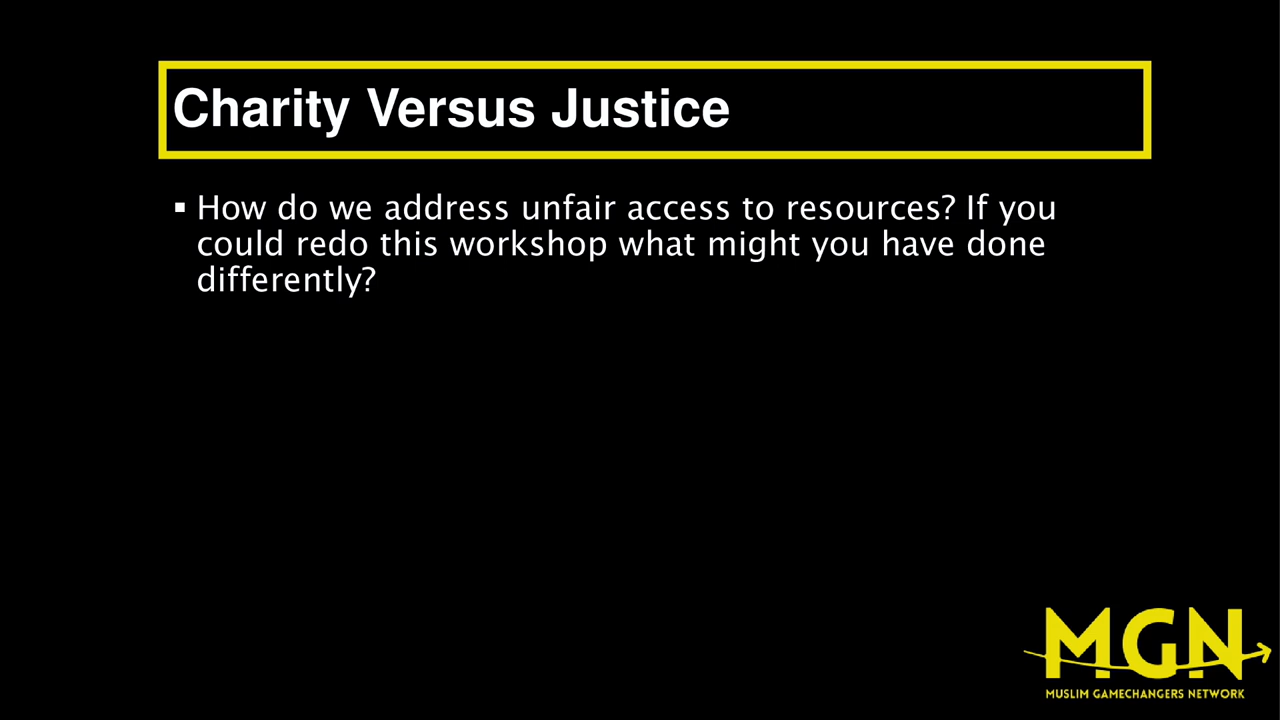 Charity Versus Justice
▪ How do we address unfair access to resources? If you
could redo this workshop what might you have done
differently?
MGN
MUSLIM GAMECHANGERS NETWORK